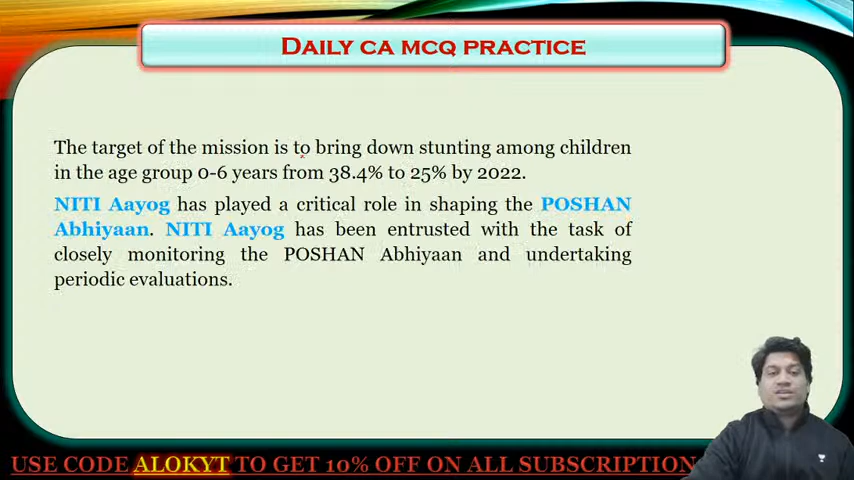 DAILY CA MCQ PRACTICE
The target of the mission is to bring down stunting among children
in the age group 0-6 years from 38.4% to 25% by 2022.
NITI Aayog has played a critical role in shaping the POSHAN
Abhiyaan. NITI Aayog has been entrusted with the task of
closely monitoring the POSHAN Abhiyaan and undertaking
periodic evaluations.
USE CODE ALOKYT TO GET 10% OFF ON ALL SUBSCRIPTION